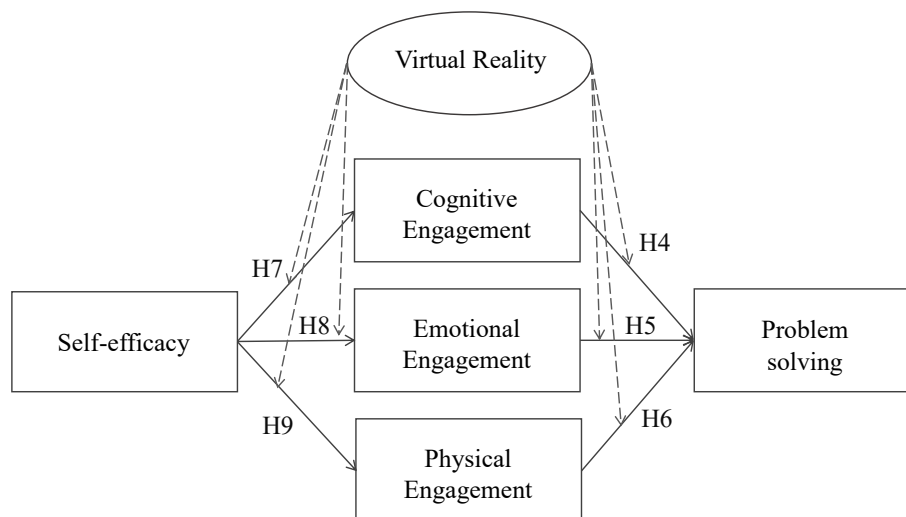 Virtual Reality
Cognitive
Engagement
H4
H7
Self-efficacy
H8
Emotional
Engagement
H5
Problem
solving
H9
Physical
Engagement
H6